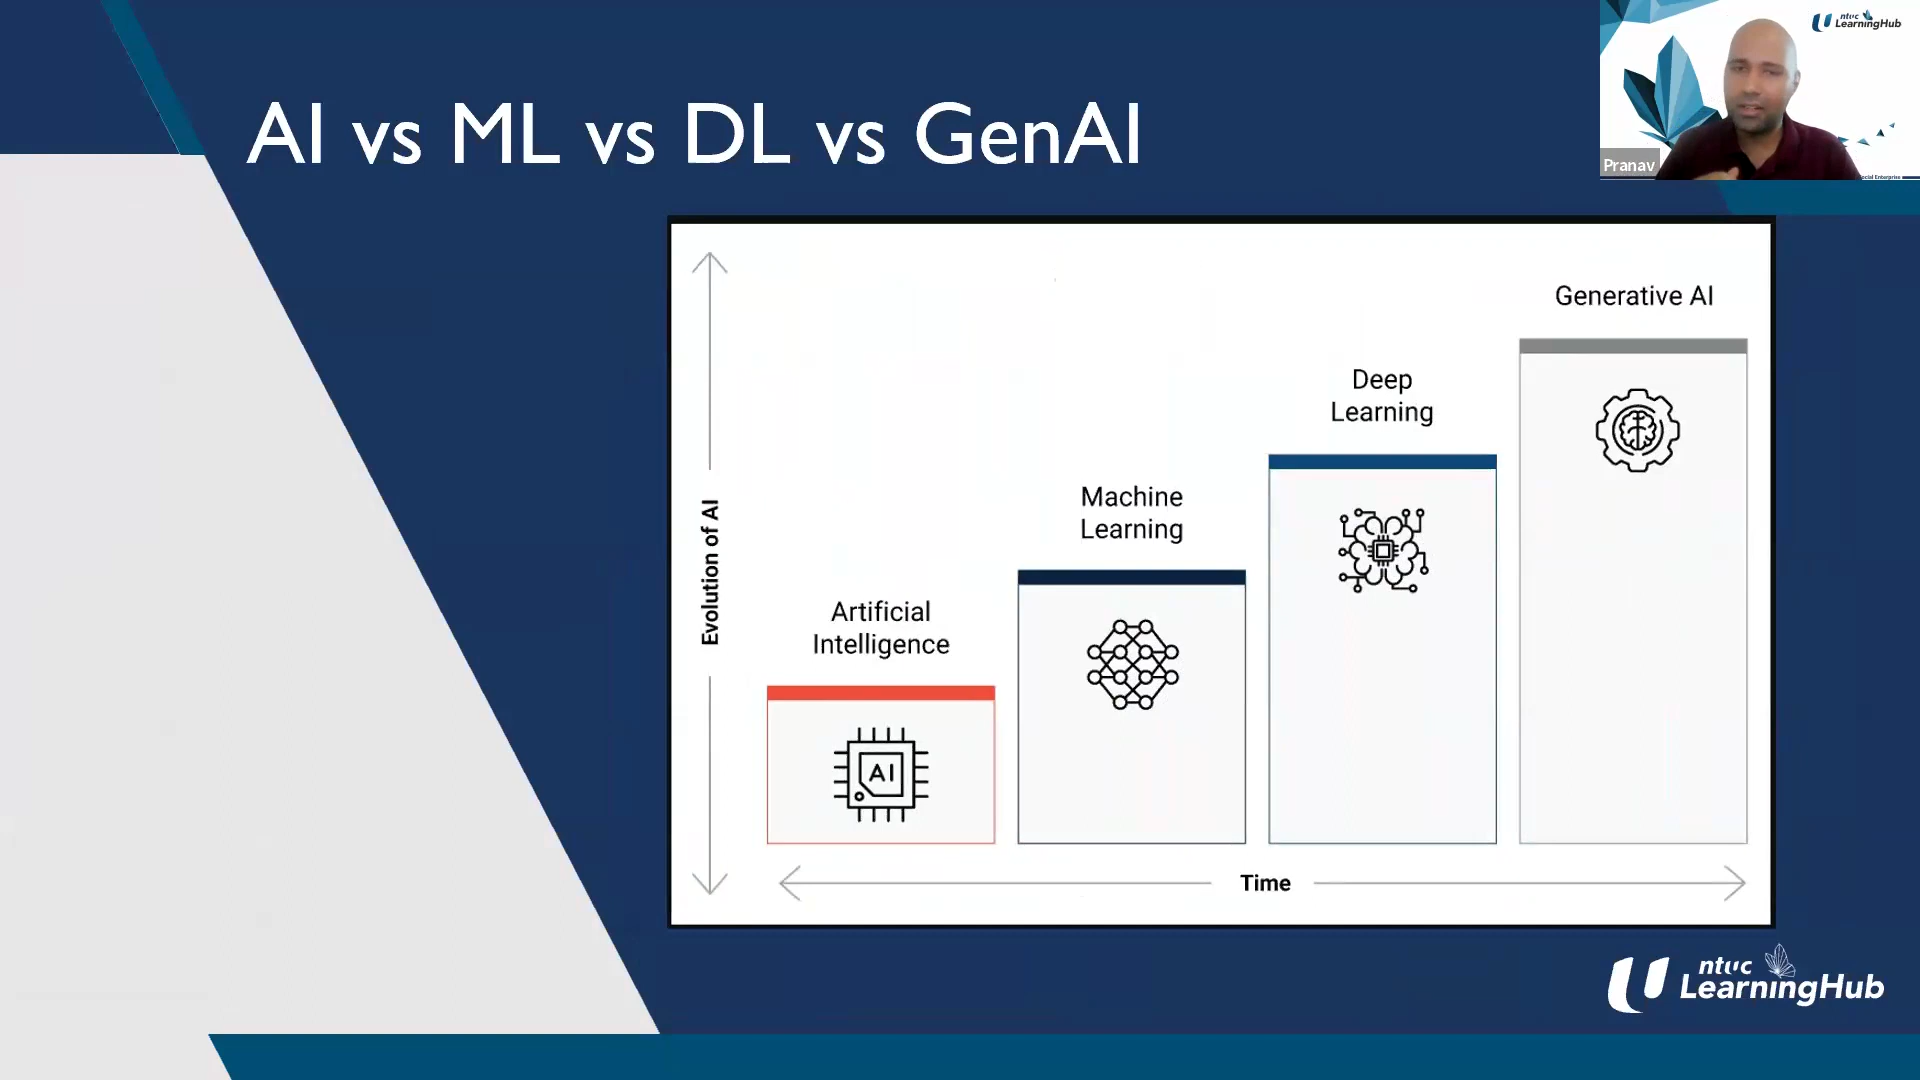 AI vs ML vs DL vs GenAI
ntuc
LearningHub
Pranav
Generative AI
Deep
Learning
Machine
Learning
Artificial
Intelligence
Evolution of AI
AI
Time
ntuc
LearningHub